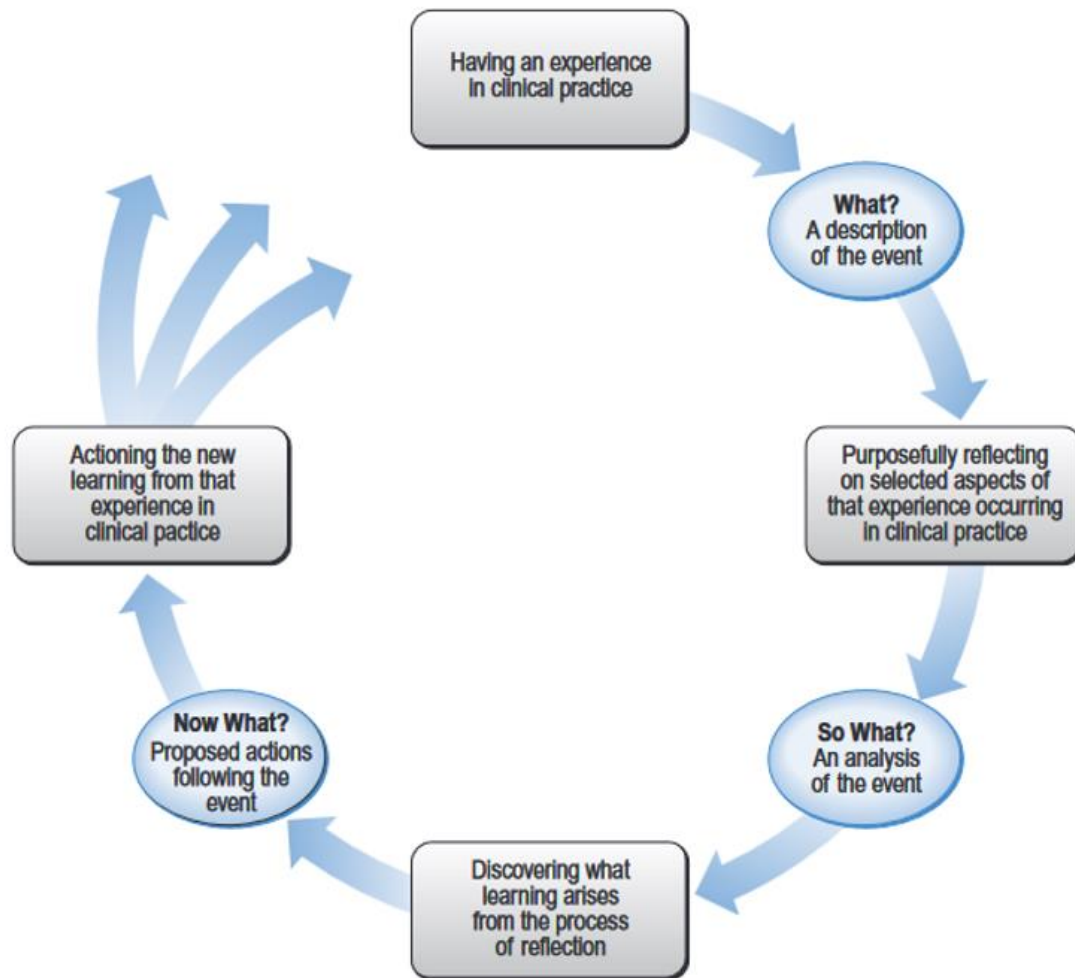 Having an experience
in clinical practice
What?
A description
of the event
Purposefully reflecting
on selected aspects of
that experience occurring
in clinical practice
So What?
An analysis
of the event
Discovering what
learning arises
from the process
of reflection
Now What?
Proposed actions
following the
event
Actioning the new
learning from that
experience in
clinical pactice